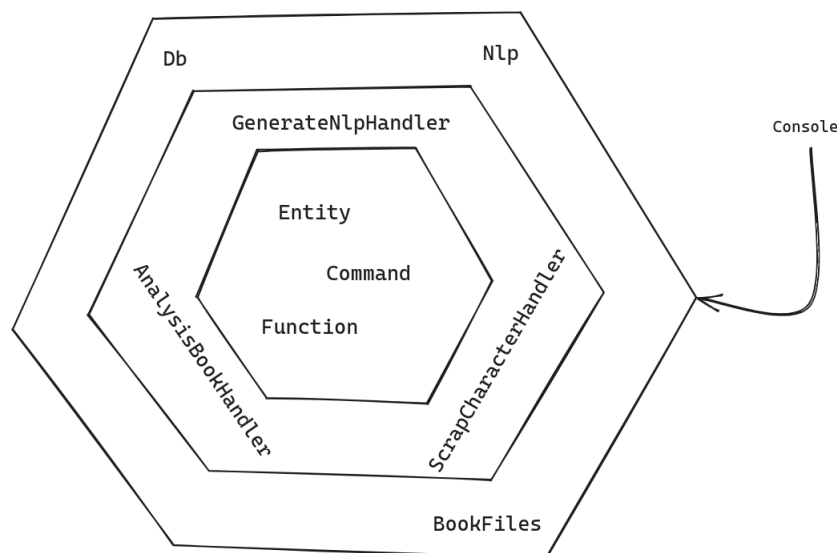 Db
Nlp
GenerateNlpHandler
Console
Entity
Command
Function
AnalysisBookHandler
ScrapCharacterHandler
BookFiles